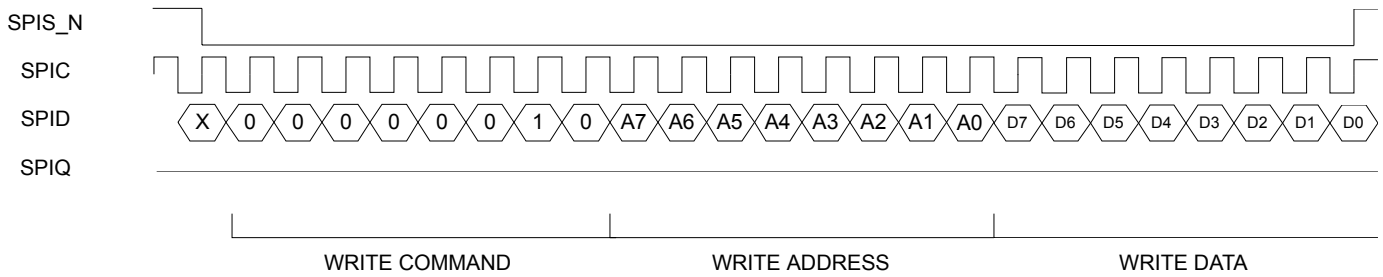 SPIS_N
SPIC
SPID X 0 0 0 0 0 0 1 0 A7 A6 A5 A4 A3 A2 A1 A0 D7 D6 D5 D4 D3 D2 D1 D0
SPIQ
WRITE COMMAND WRITE ADDRESS WRITE DATA